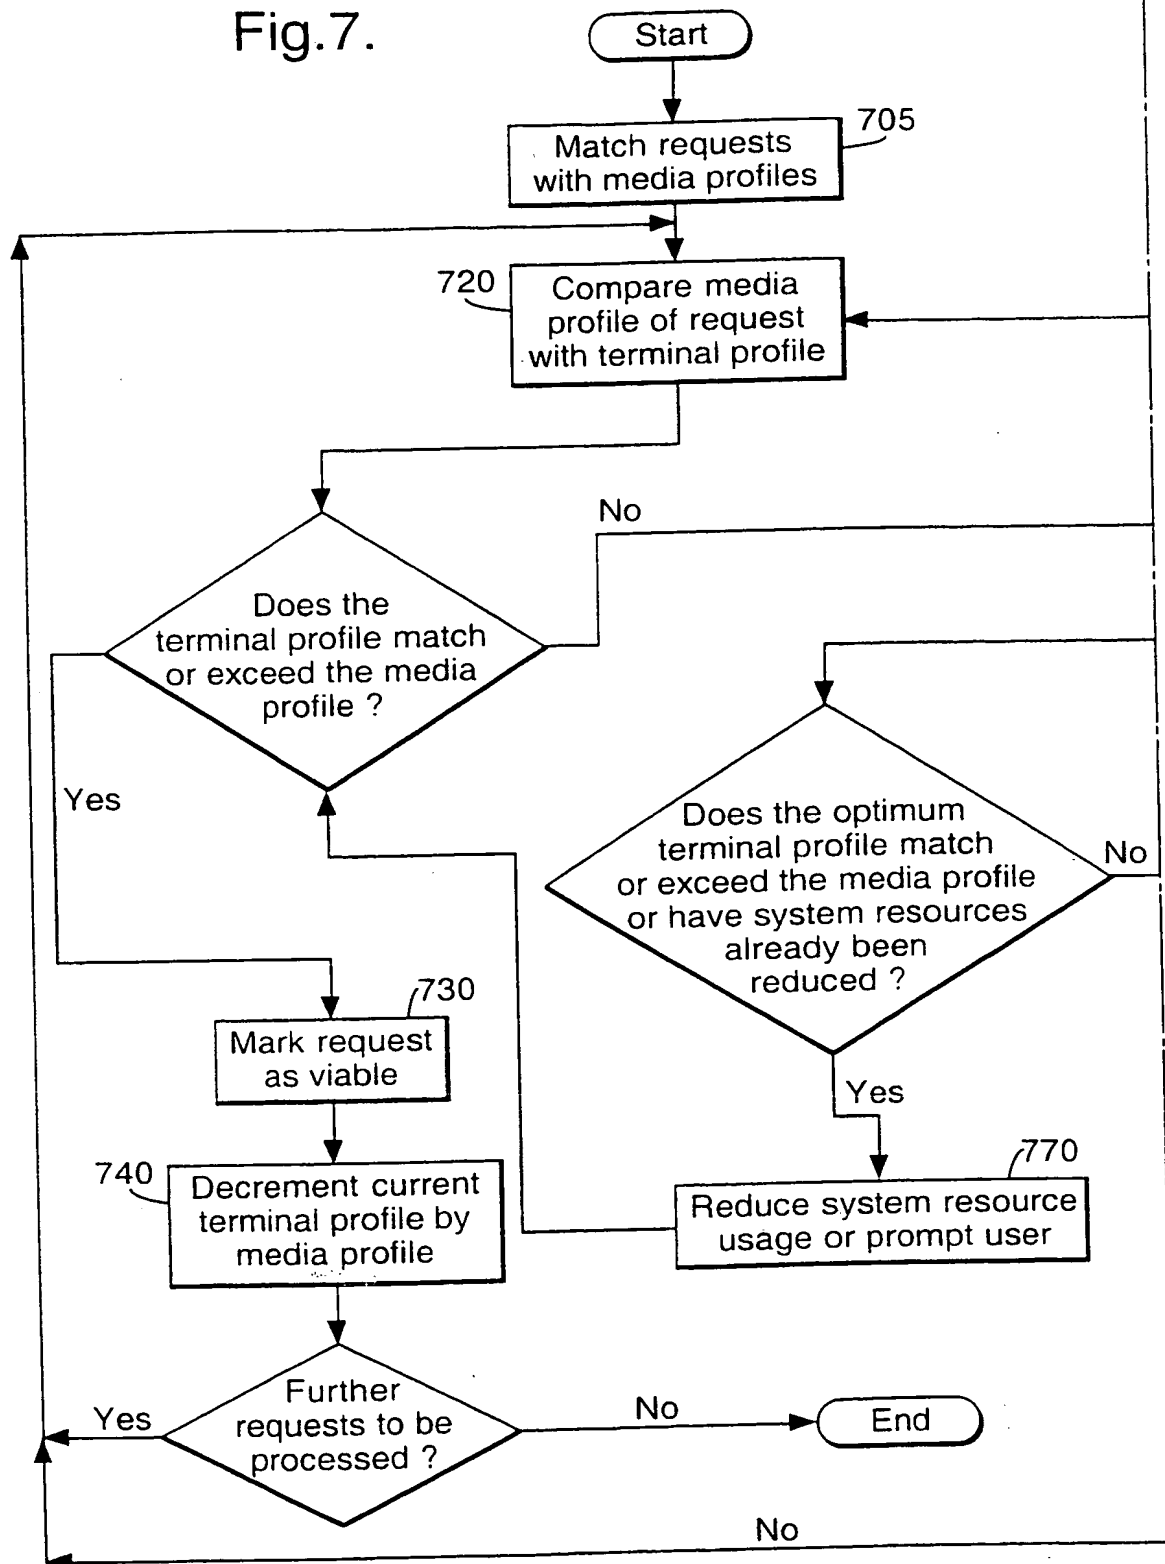 Fig.7.
Start
705
Match requests
with media profiles
720
Compare media
profile of request
with terminal profile
No
Does the
terminal profile match
or exceed the media
profile ?
Yes
Does the optimum
terminal profile match
or exceed the media profile
or have system resources
already been
reduced ?
No
730
Mark request
as viable
Yes
740
Decrement current
terminal profile by
media profile
770
Reduce system resource
usage or prompt user
Further
requests to be
processed ?
Yes
No
End
No